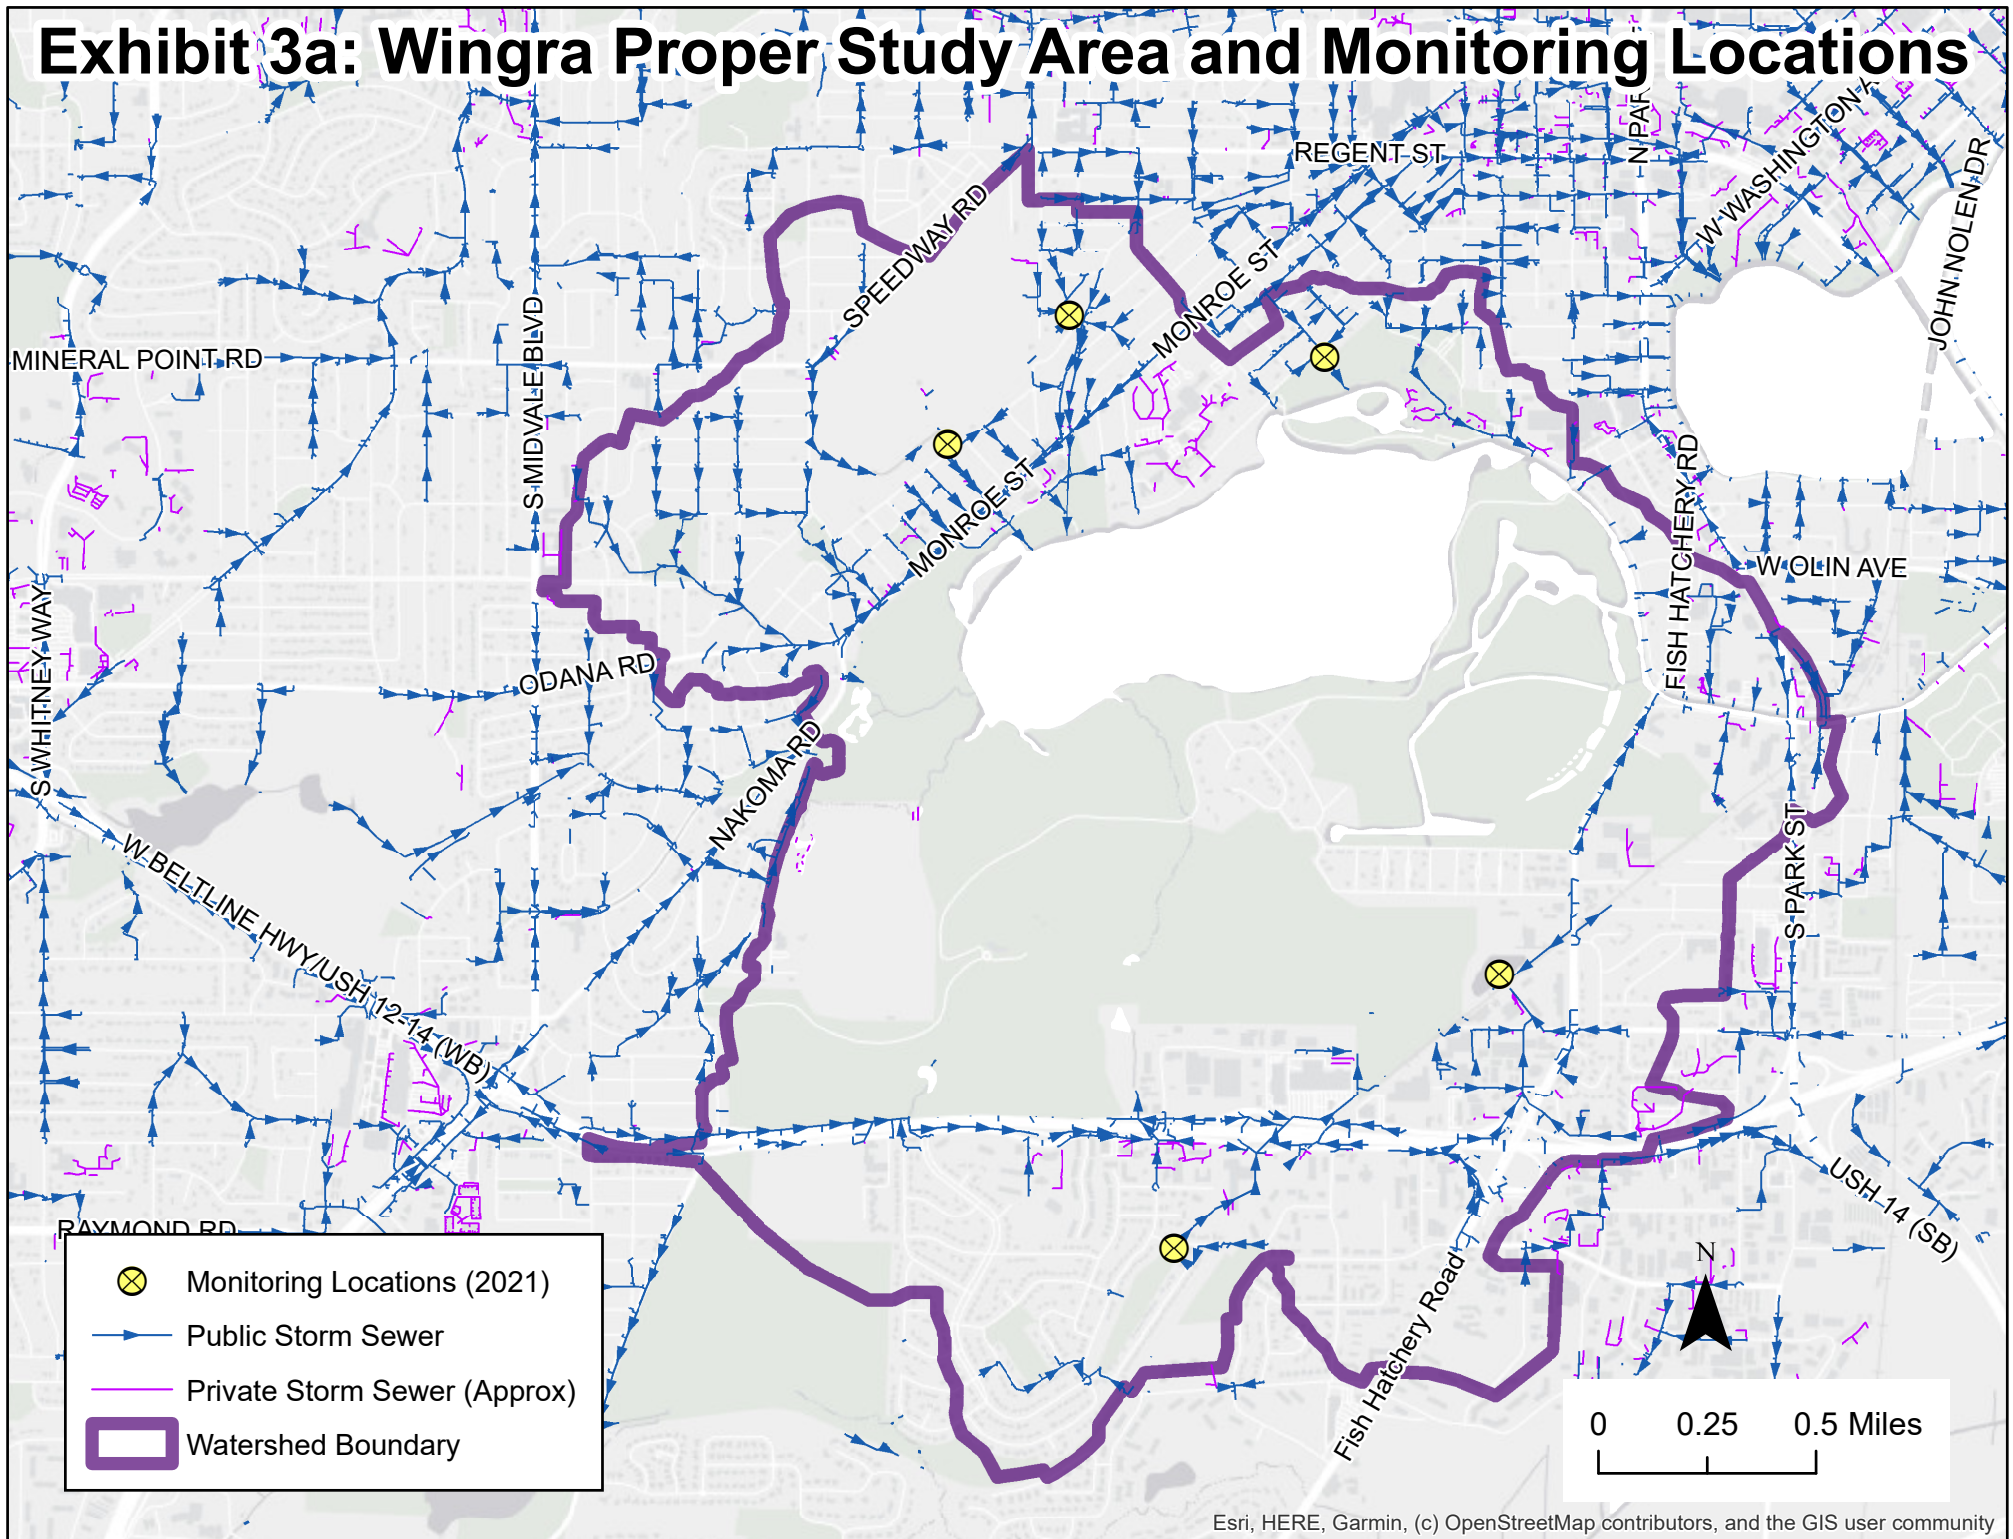 Exhibit 3a: Wingra Proper Study Area and Monitoring Locations
REGENT ST
N PAR
W WASHINGTON A
JOHN NOLEN DR
SPEEDWAY RD
MONROE ST
MINERAL POINT RD
S MIDVALE BLVD
MONROE ST
FISH HATCHERY RD
W OLIN AVE
S WHITNEY WAY
ODANA RD
NAKOMA RD
S PARK ST
W BELTLINE HWY/USH 12-14 (WB)
USH 14 (SB)
RAYMOND RD
Fish Hatchery Road
N
Monitoring Locations (2021)
Public Storm Sewer
Private Storm Sewer (Approx)
Watershed Boundary
0 0.25 0.5 Miles
Esri, HERE, Garmin, (c) OpenStreetMap contributors, and the GIS user community